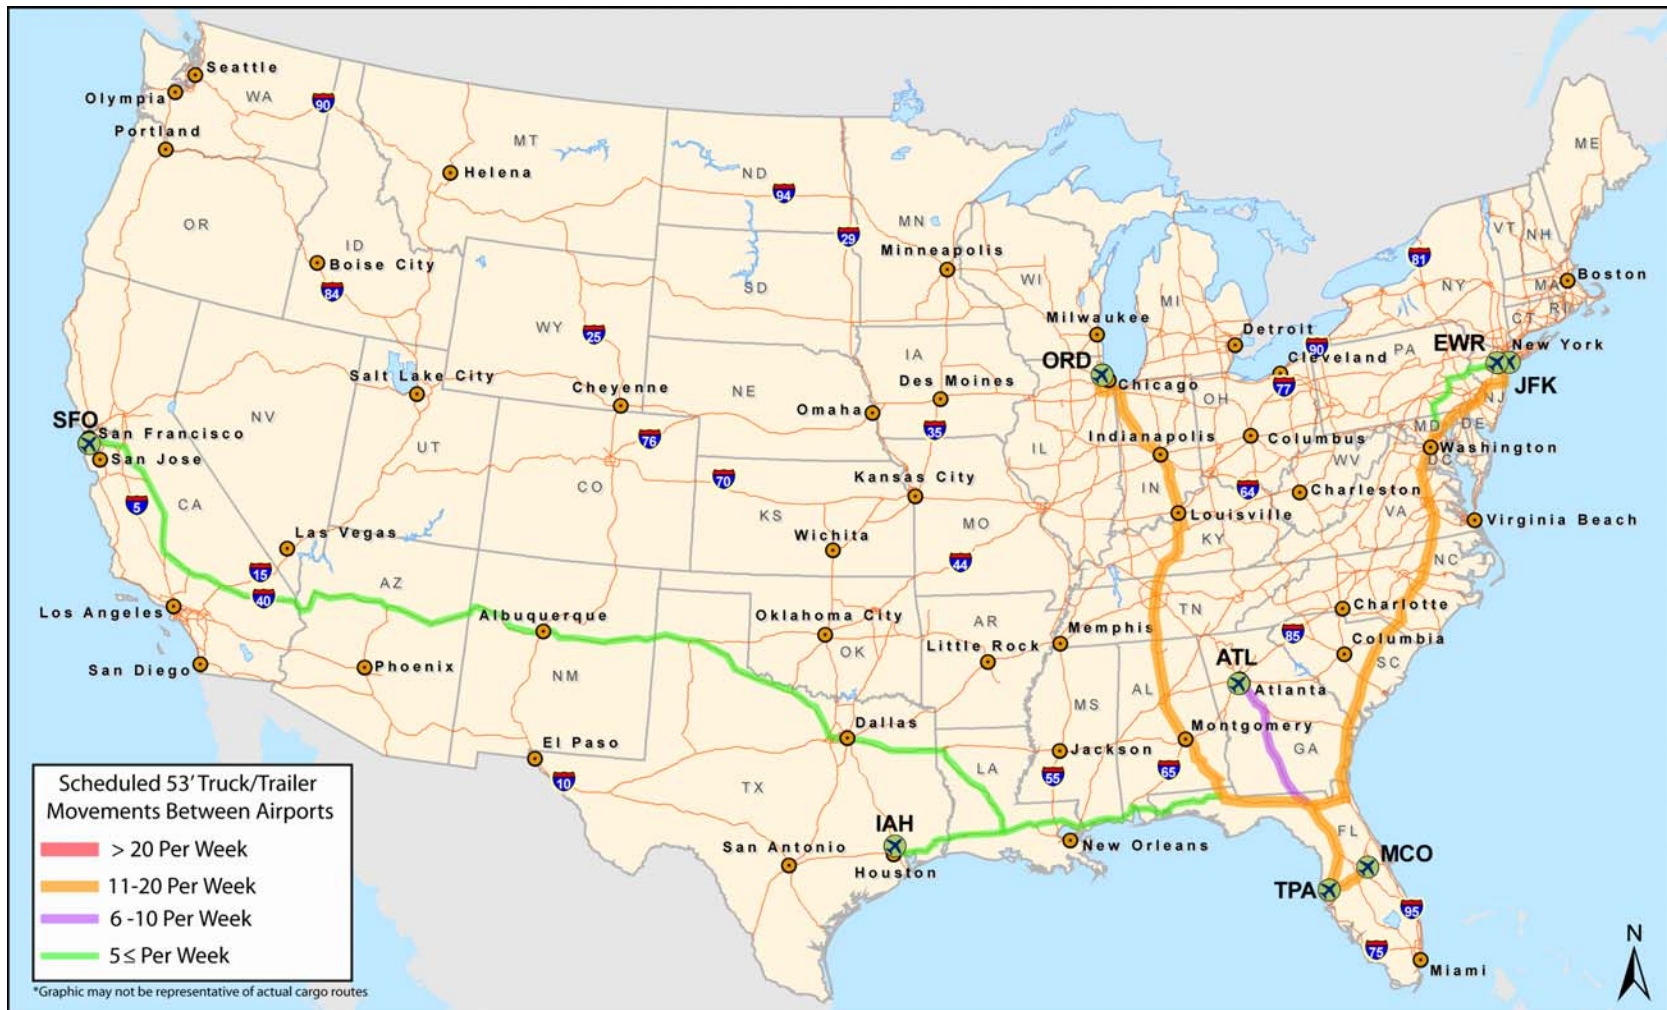 Seattle
Olympia
WA
90
Portland
MT
Helena
ND
94
ME
OR
ID
Boise City
84
MN
29
Minneapolis
SD
WI
MI
VT
NH
81
NY
MA
Boston
RI
CT
WY
25
Milwaukee
Detroit
90
Cleveland
PA
EWR
New York
IA
ORD
Chicago
77
JFK
NJ
Salt Lake City
Cheyenne
NE
Des Moines
Omaha
OH
SFO
San Francisco
San Jose
NV
UT
76
35
IL
Indianapolis
Columbus
MD
DE
Washington
DC
WV
CO
70
Kansas City
IN
64
Charleston
5
CA
KS
MO
Louisville
VA
Virginia Beach
Las Vegas
Wichita
KY
15
AZ
44
NC
40
Los Angeles
Albuquerque
Oklahoma City
AR
TN
Charlotte
Memphis
85
Columbia
San Diego
Phoenix
NM
OK
Little Rock
ATL
Atlanta
SC
AL
MS
Dallas
Montgomery
El Paso
Jackson
GA
10
TX
LA
55
65
IAH
Houston
San Antonio
New Orleans
FL
MCO
TPA
95
75
Miami
N
Scheduled 53' Truck/Trailer
Movements Between Airports
> 20 Per Week
11-20 Per Week
6 -10 Per Week
5≤ Per Week
*Graphic may not be representative of actual cargo routes